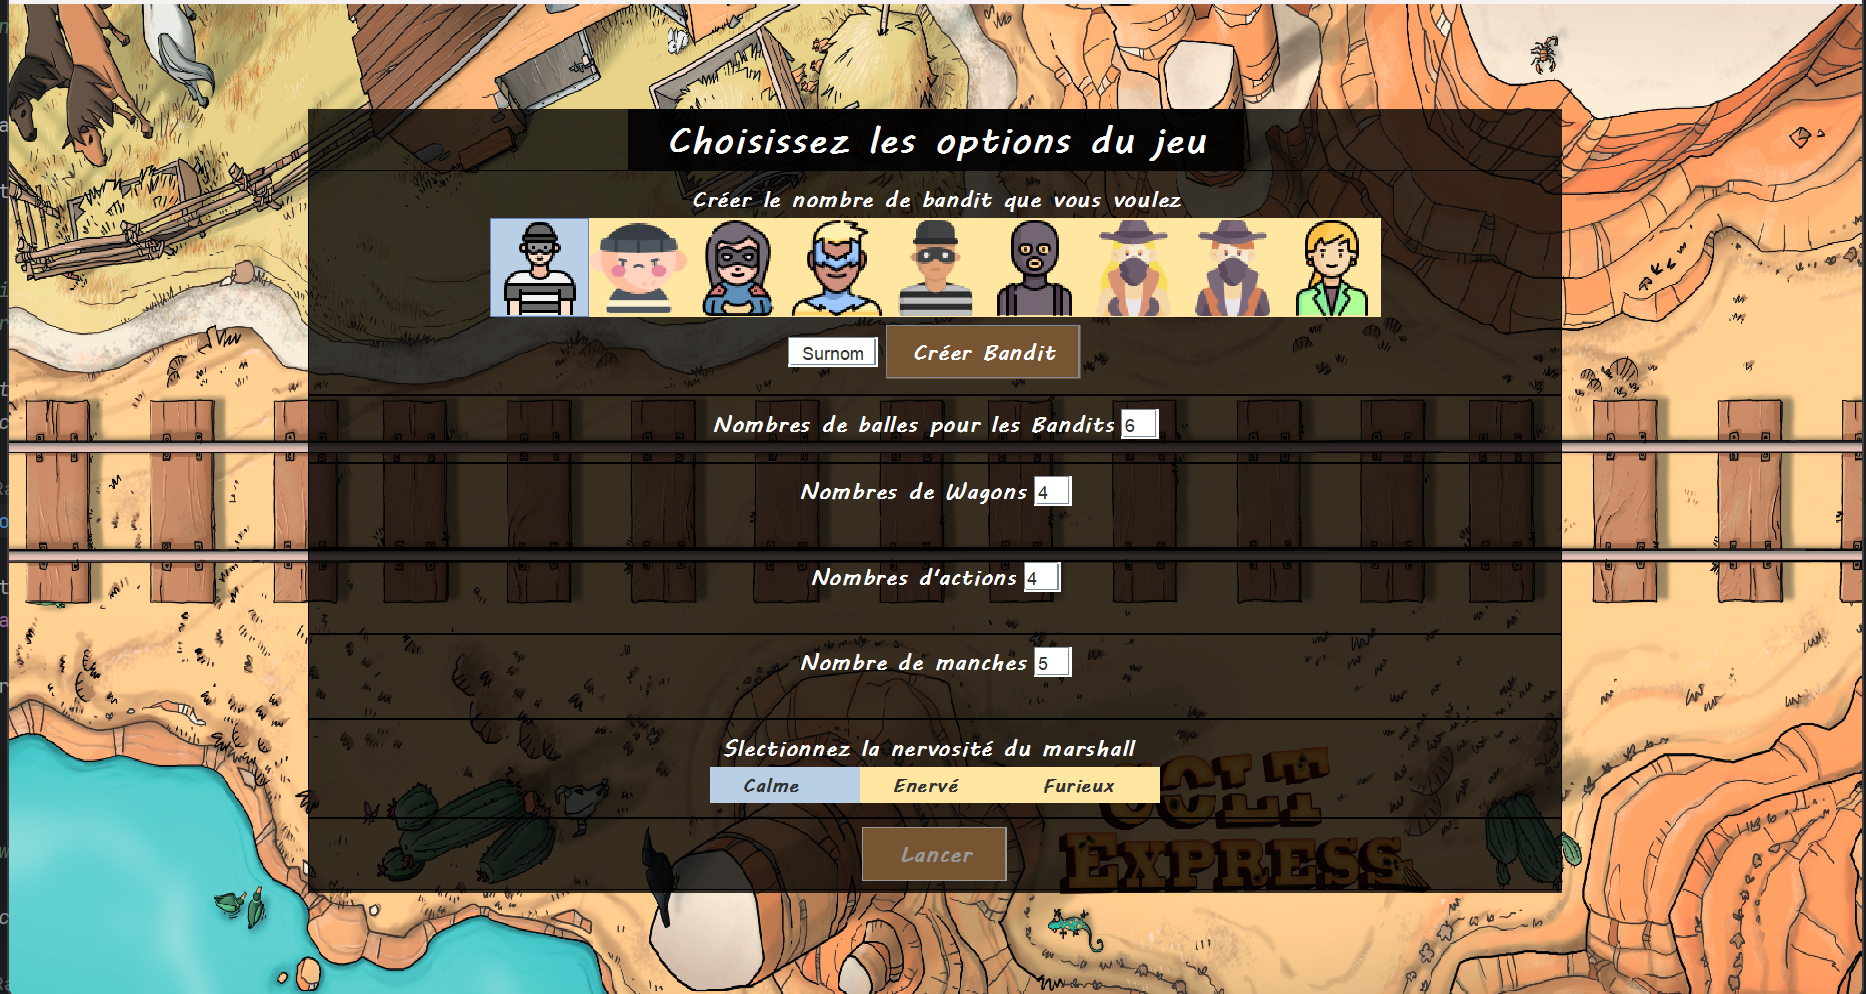 Choisissez les options du jeu
Créer le nombre de bandit que vous voulez
Surnom Créer Bandit
Nombres de balles pour les Bandits 6
Nombres de Wagons 4
Nombres d'actions 4
Nombre de manches 5
Slectionnez la nervosité du marshall
Calme Enervé Furieux
Lancer
COLT
EXPRESS